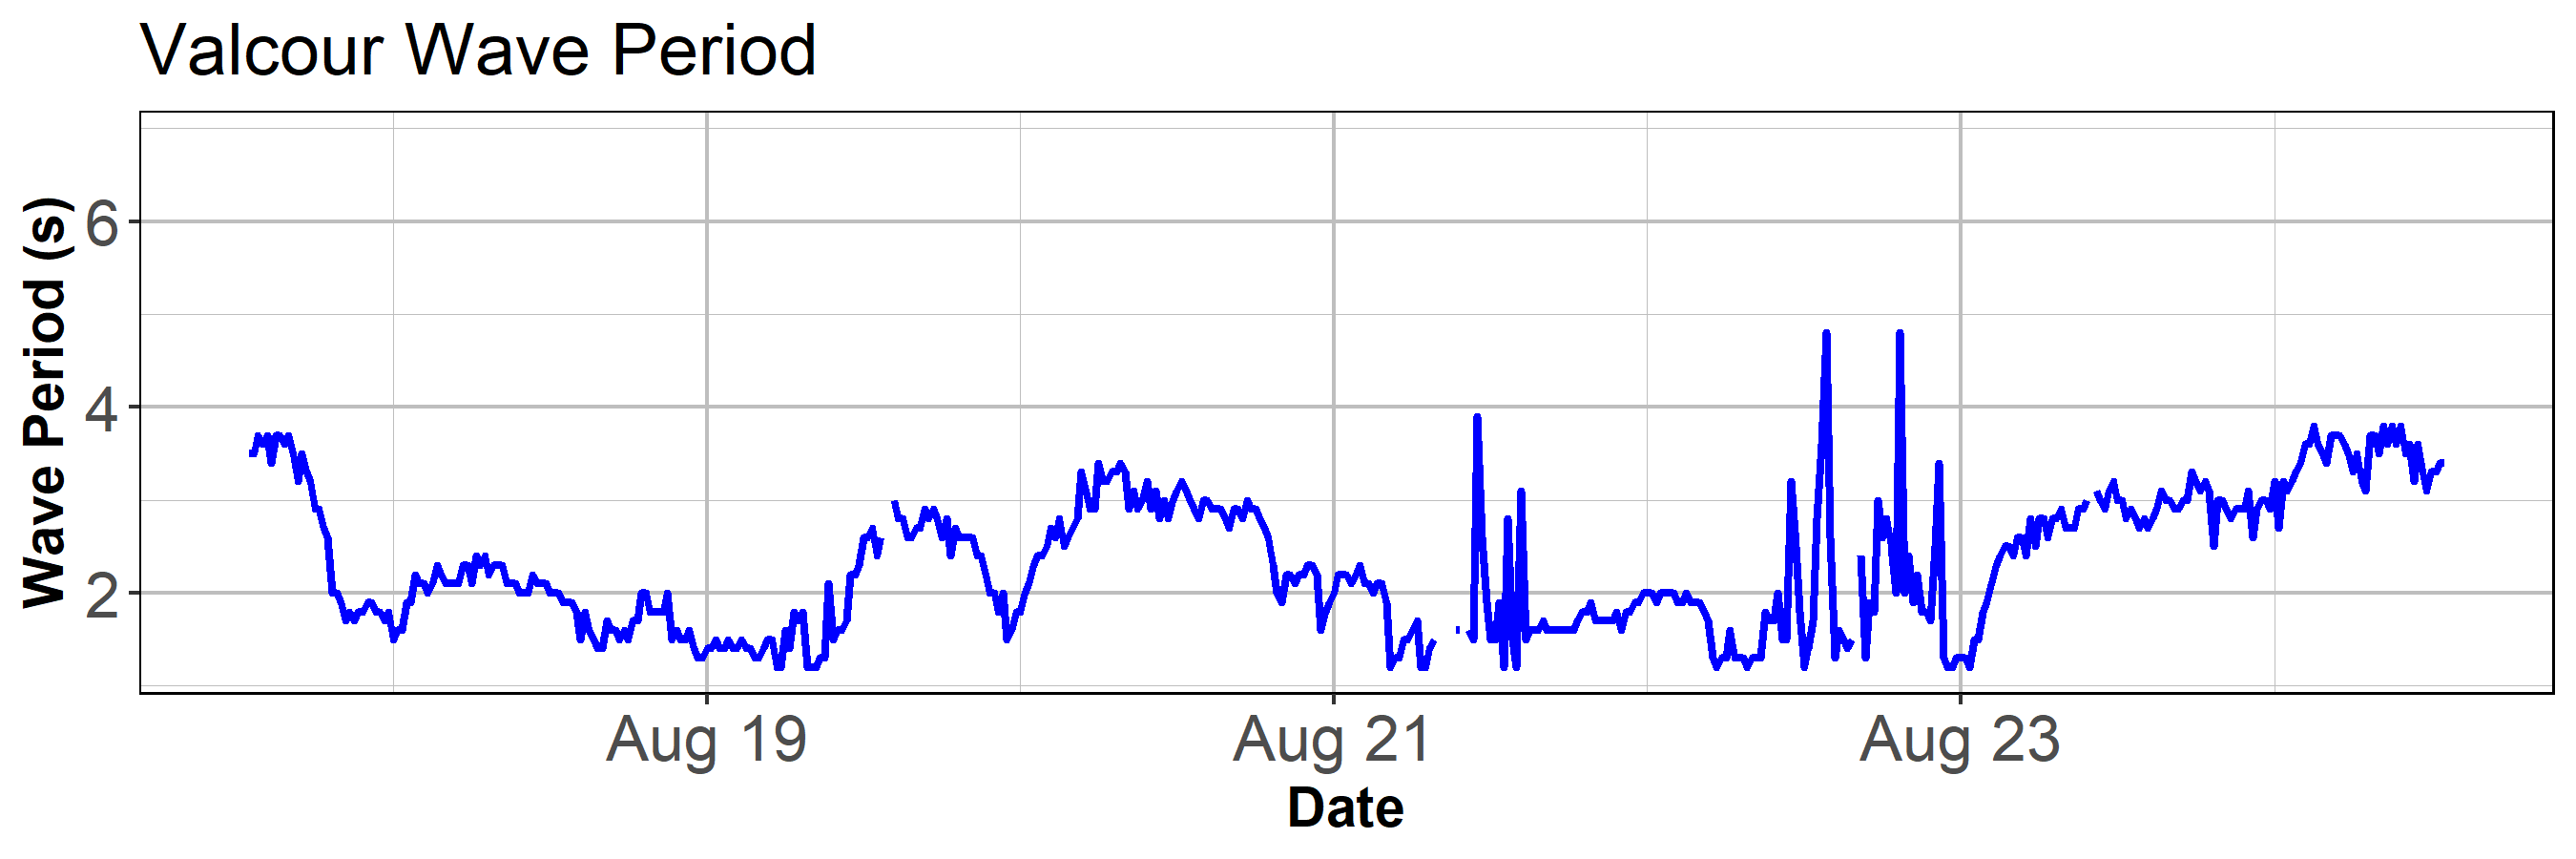 Valcour Wave Period
Wave Period (s)
6
4
2
Aug 19
Aug 21
Aug 23
Date